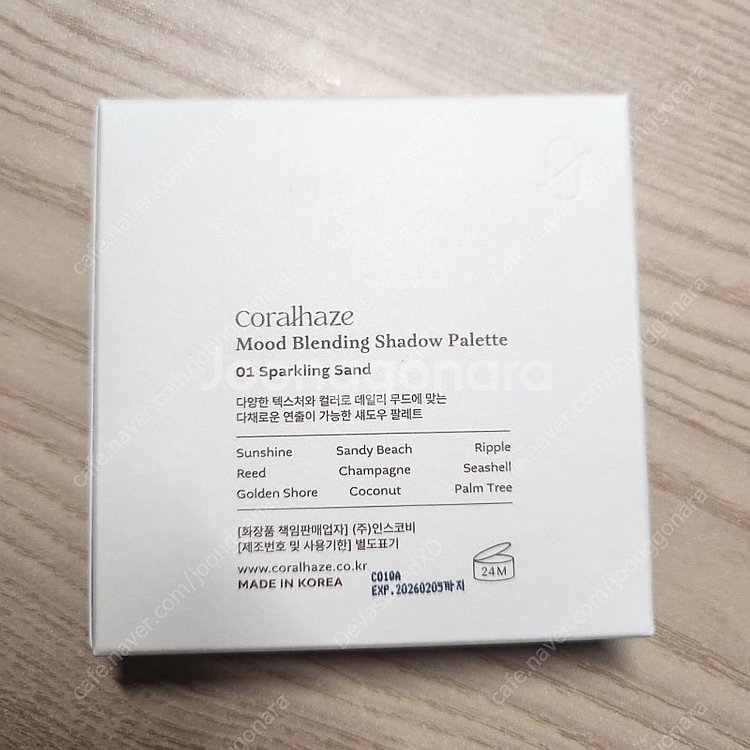 coralhaze
Mood Blending Shadow Palette
01 Sparkling Sand
Joonggonara
다양한 텍스처와 컬러로 데일리 무드에 맞는
다채로운 연출이 가능한 섀도우 팔레트
Sunshine Sandy Beach Ripple
Reed Champagne Seashell
Golden Shore Coconut Palm Tree
[화장품 책임판매업자] (주)인스코비
[제조번호 및 사용기한] 별도표기
www.coralhaze.co.kr
MADE IN KOREA
C010A
EXP.20260205까지
24M
cafe.naver.com/joonggonara